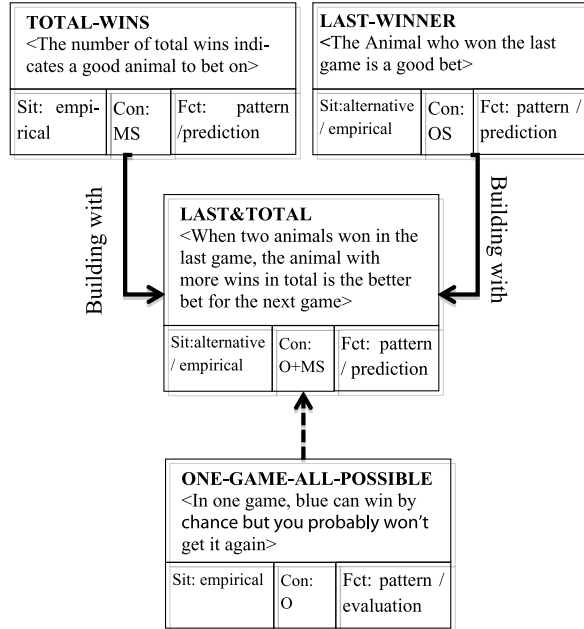 TOTAL-WINS
<The number of total wins indi-
cates a good animal to bet on>
Sit: empi-
rical
Con:
MS
Fct: pattern
/prediction
LAST-WINNER
<The Animal who won the last
game is a good bet>
Sit:alternative
/ empirical
Con:
OS
Fct: pattern /
prediction
Building with
Building with
LAST&TOTAL
<When two animals won in the
last game, the animal with
more wins in total is the better
bet for the next game>
Sit:alternative
/ empirical
Con:
O+MS
Fct: pattern
/ prediction
ONE-GAME-ALL-POSSIBLE
<In one game, blue can win by
chance but you probably won't
get it again>
Sit: empirical
Con:
O
Fct: pattern /
evaluation